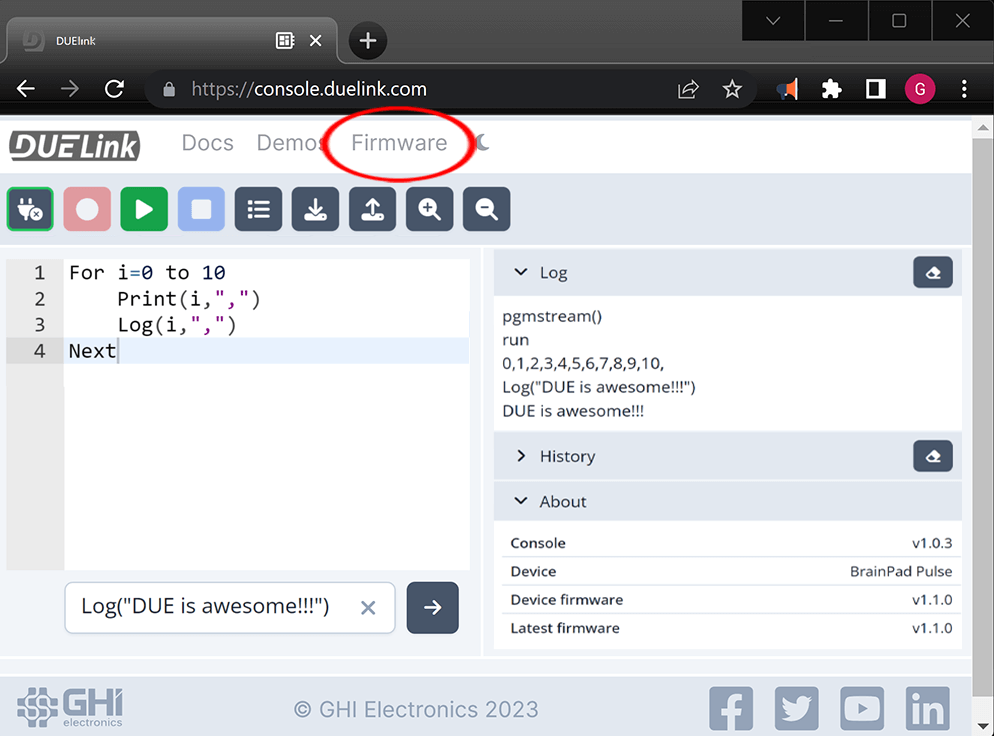 DUELink
https://console.duelink.com
G
DUELink Docs Demos Firmware
1 For i=0 to 10
2 Print(i,",")
3 Log(i,",")
4 Next
Log("DUE is awesome!!!")
Log
pgmstream()
run
0,1,2,3,4,5,6,7,8,9,10,
Log("DUE is awesome!!!")
DUE is awesome!!!
History
About
Console v1.0.3
Device BrainPad Pulse
Device firmware v1.1.0
Latest firmware v1.1.0
GHI
electronics
© GHI Electronics 2023